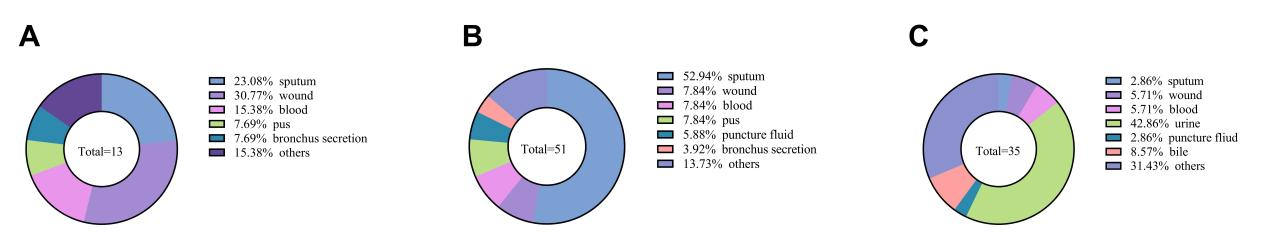 A
23.08% sputum
30.77% wound
15.38% blood
7.69% pus
7.69% bronchus secretion
15.38% others
Total=13
B
52.94% sputum
7.84% wound
7.84% blood
7.84% pus
5.88% puncture fluid
3.92% bronchus secretion
13.73% others
Total=51
C
2.86% sputum
5.71% wound
5.71% blood
42.86% urine
2.86% puncture fliud
8.57% bile
31.43% others
Total=35